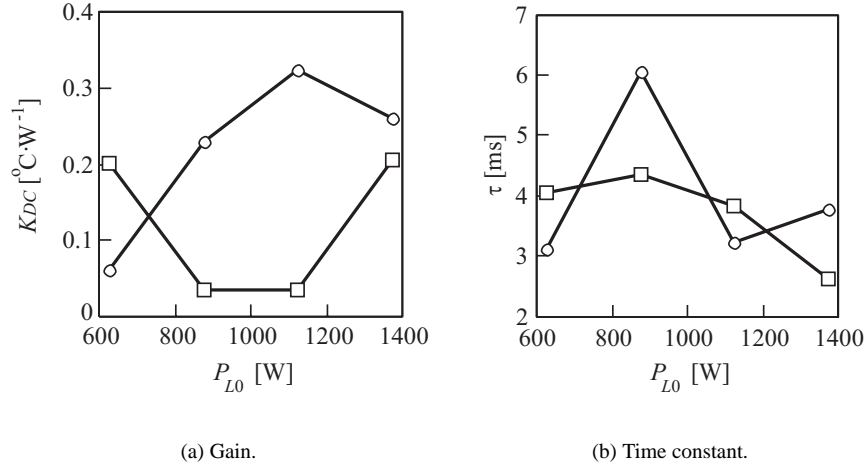 0.4
0.3
0.2
0.1
0
K_DC [°C·W⁻¹]
600 800 1000 1200 1400
P_L0 [W]
(a) Gain.
7
6
5
4
3
2
τ [ms]
600 800 1000 1200 1400
P_L0 [W]
(b) Time constant.